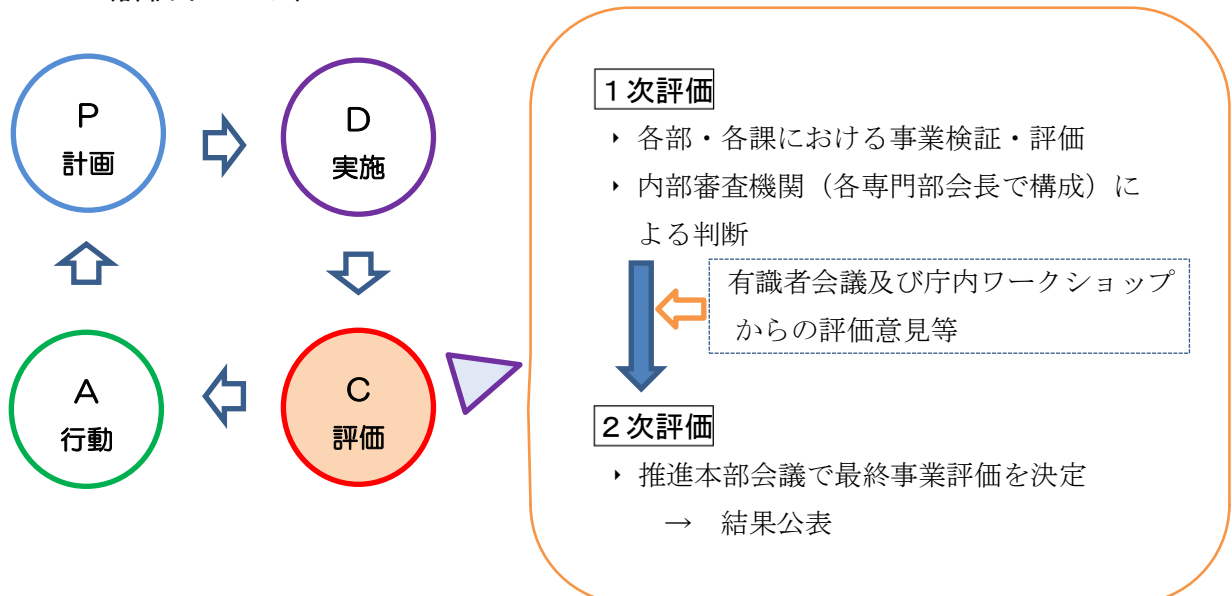 P
計画
D
実施
A
行動
C
評価
１次評価
‣ 各部・各課における事業検証・評価
‣ 内部審査機関（各専門部会長で構成）に
よる判断
有識者会議及び庁内ワークショップ
からの評価意見等
２次評価
‣ 推進本部会議で最終事業評価を決定
→ 結果公表